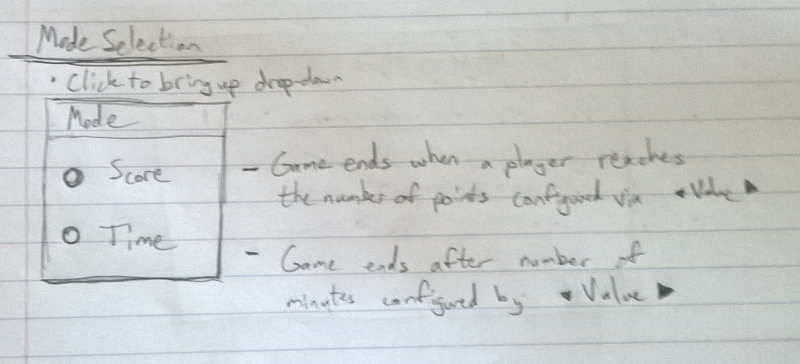 Mode Selection
• Click to bring up drop-down
Mode
Score
- Game ends when a player reaches
the number of points configured via ◂Value▸
Time
- Game ends after number of
minutes configured by ◂Value▸